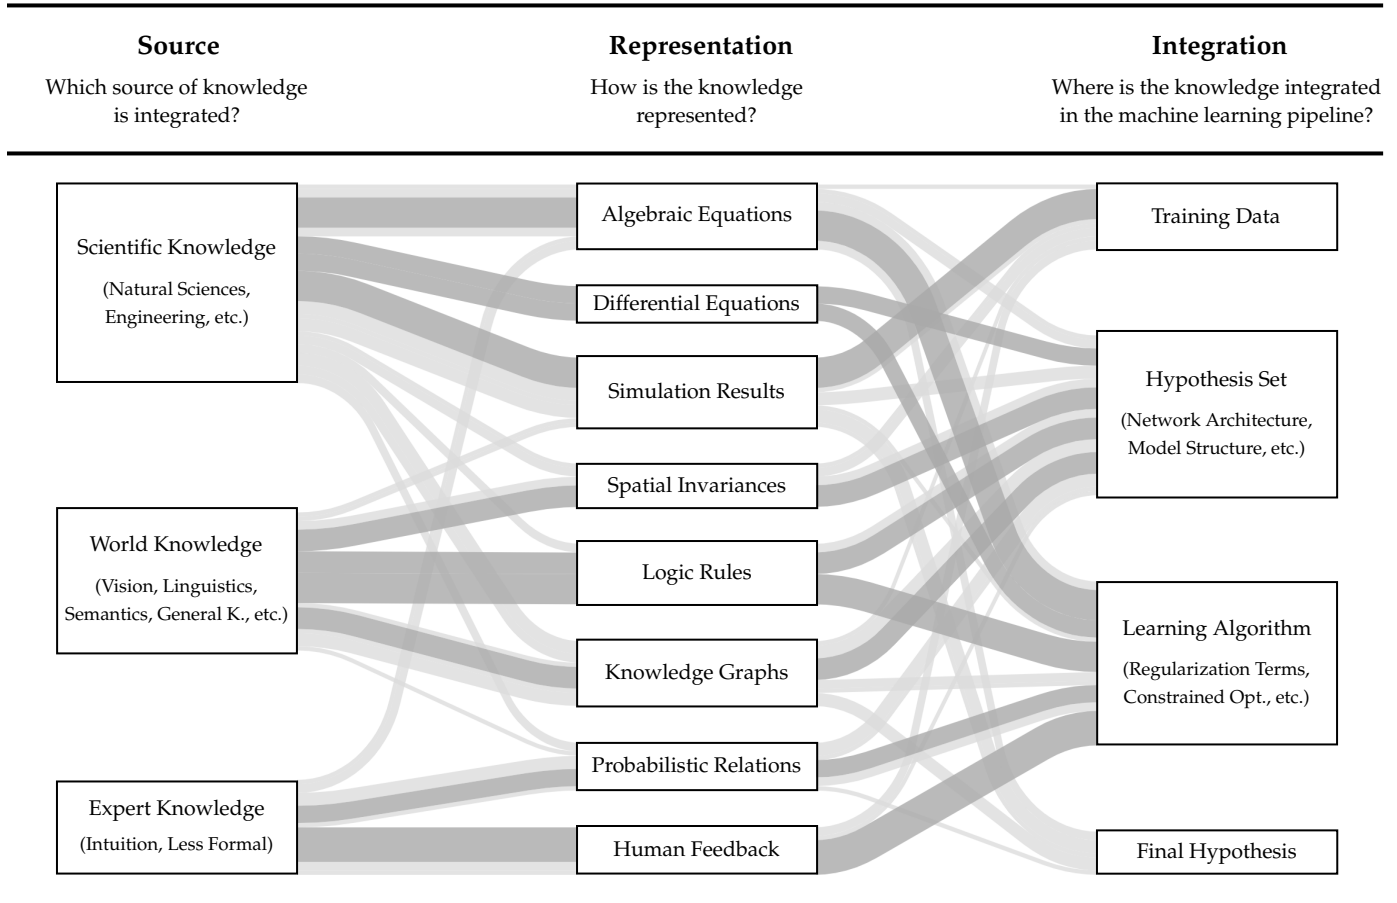 Source
Which source of knowledge
is integrated?
Representation
How is the knowledge
represented?
Integration
Where is the knowledge integrated
in the machine learning pipeline?
Scientific Knowledge
(Natural Sciences,
Engineering, etc.)
World Knowledge
(Vision, Linguistics,
Semantics, General K., etc.)
Expert Knowledge
(Intuition, Less Formal)
Algebraic Equations
Differential Equations
Simulation Results
Spatial Invariances
Logic Rules
Knowledge Graphs
Probabilistic Relations
Human Feedback
Training Data
Hypothesis Set
(Network Architecture,
Model Structure, etc.)
Learning Algorithm
(Regularization Terms,
Constrained Opt., etc.)
Final Hypothesis